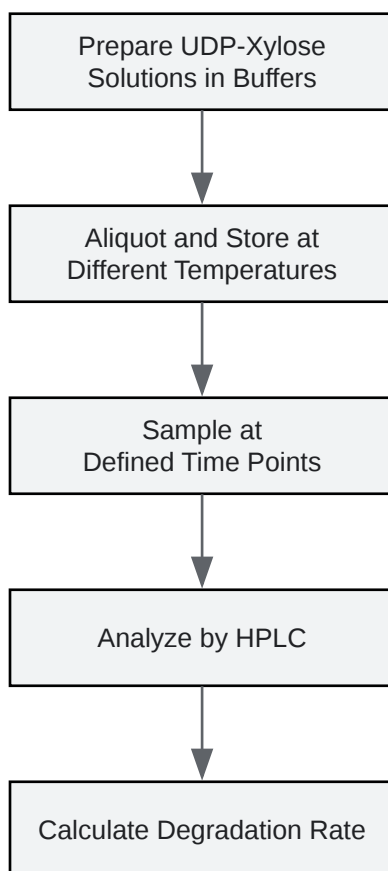 Prepare UDP-Xylose
Solutions in Buffers
Aliquot and Store at
Different Temperatures
Sample at
Defined Time Points
Analyze by HPLC
Calculate Degradation Rate